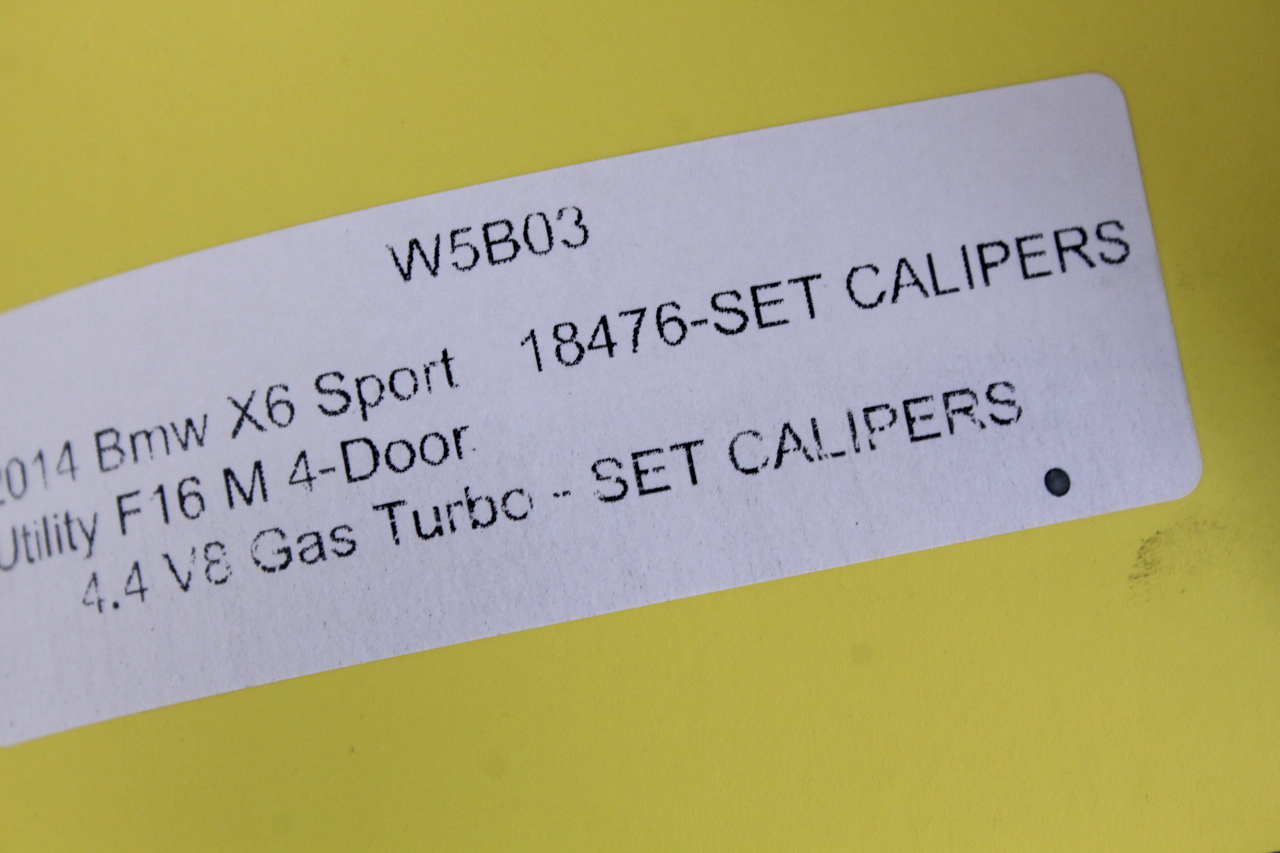 W5B03
2014 Bmw X6 Sport 18476-SET CALIPERS
Utility F16 M 4-Door
4.4 V8 Gas Turbo -- SET CALIPERS